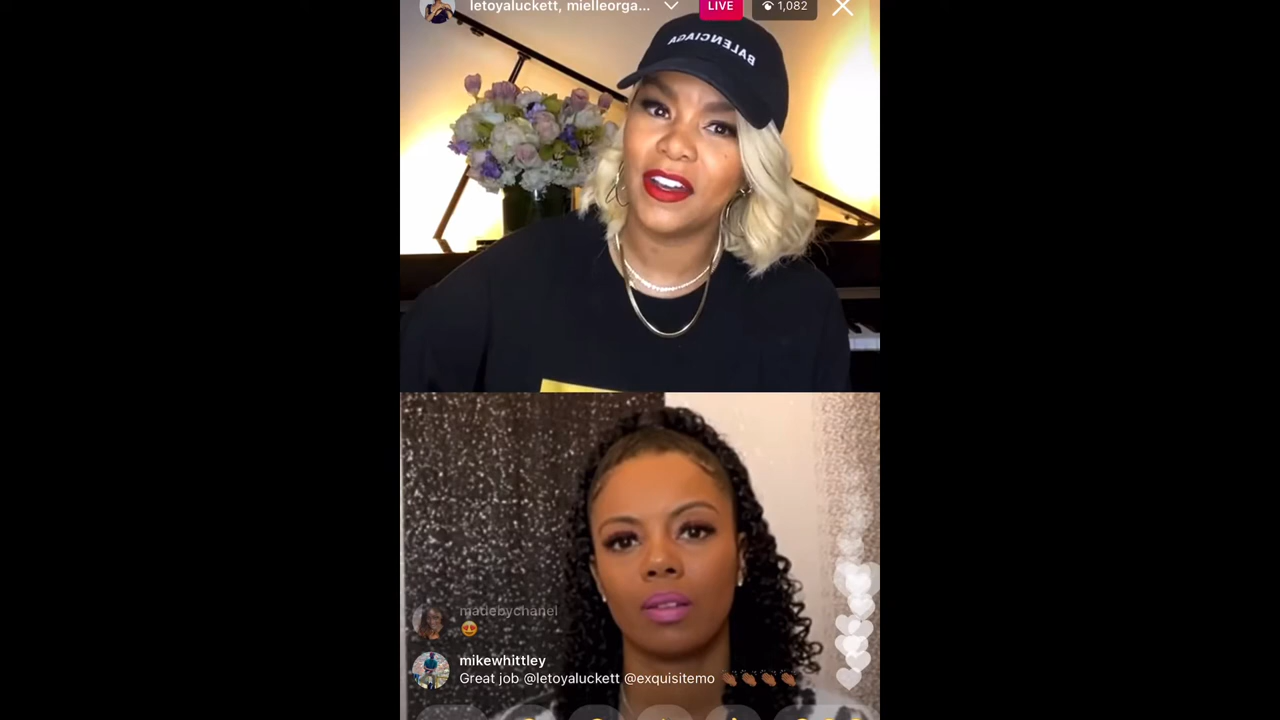 letoyaluckett, mielleorga...
LIVE
1,082
BALENCIAGA
madebychanel
😍
mikewhittley
Great job @letoyaluckett @exquisitemo 👏🏾👏🏾👏🏾👏🏾